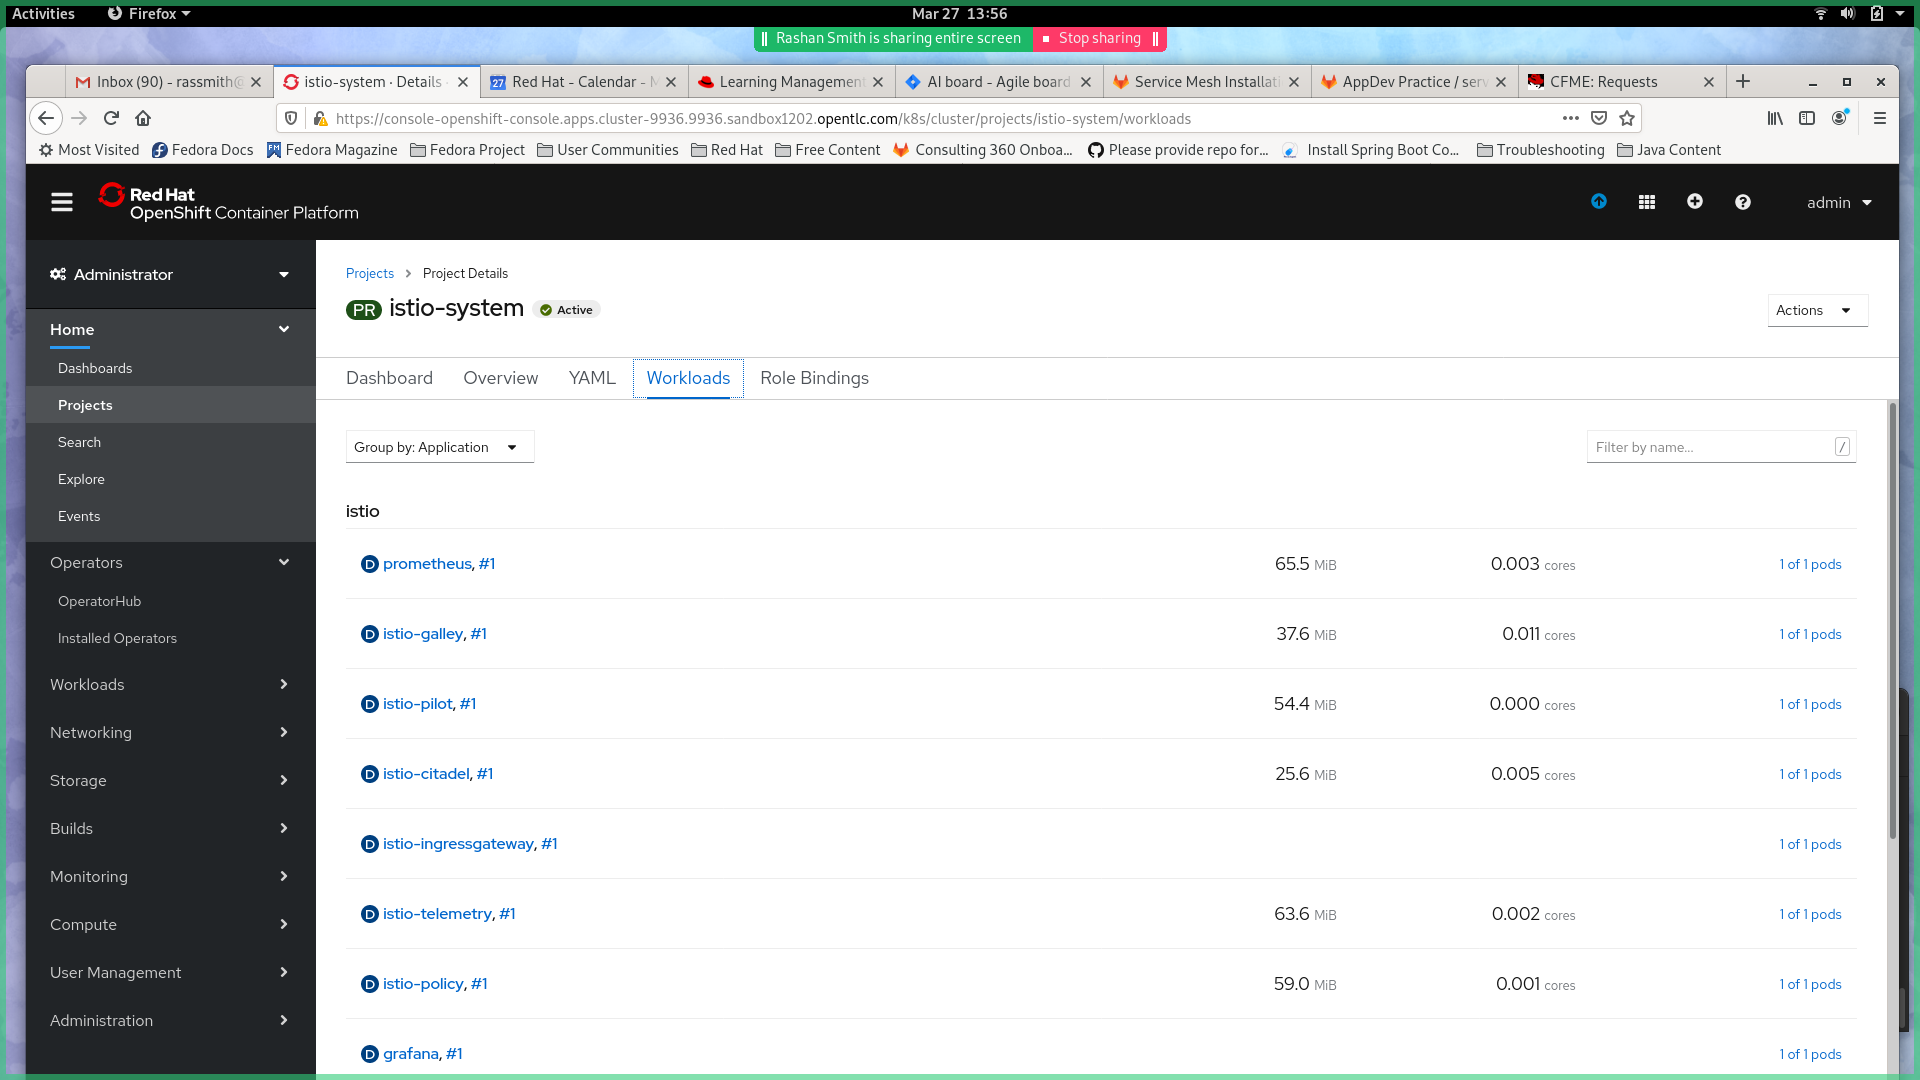 Activities Firefox Mar 27 13:56
Rashan Smith is sharing entire screen Stop sharing
Inbox (90) - rassmith@ istio-system · Details Red Hat - Calendar - M Learning Management AI board - Agile board Service Mesh Installati AppDev Practice / serv CFME: Requests
https://console-openshift-console.apps.cluster-9936.9936.sandbox1202.opentlc.com/k8s/cluster/projects/istio-system/workloads
Most Visited Fedora Docs Fedora Magazine Fedora Project User Communities Red Hat Free Content Consulting 360 Onboa... Please provide repo for... Install Spring Boot Co... Troubleshooting Java Content
Red Hat
OpenShift Container Platform
admin
Administrator
Home
Dashboards
Projects
Search
Explore
Events
Operators
OperatorHub
Installed Operators
Workloads
Networking
Storage
Builds
Monitoring
Compute
User Management
Administration
Projects > Project Details
PR istio-system Active
Actions
Dashboard Overview YAML Workloads Role Bindings
Group by: Application
Filter by name... /
istio
D prometheus, #1 65.5 MiB 0.003 cores 1 of 1 pods
D istio-galley, #1 37.6 MiB 0.011 cores 1 of 1 pods
D istio-pilot, #1 54.4 MiB 0.000 cores 1 of 1 pods
D istio-citadel, #1 25.6 MiB 0.005 cores 1 of 1 pods
D istio-ingressgateway, #1 1 of 1 pods
D istio-telemetry, #1 63.6 MiB 0.002 cores 1 of 1 pods
D istio-policy, #1 59.0 MiB 0.001 cores 1 of 1 pods
D grafana, #1 1 of 1 pods